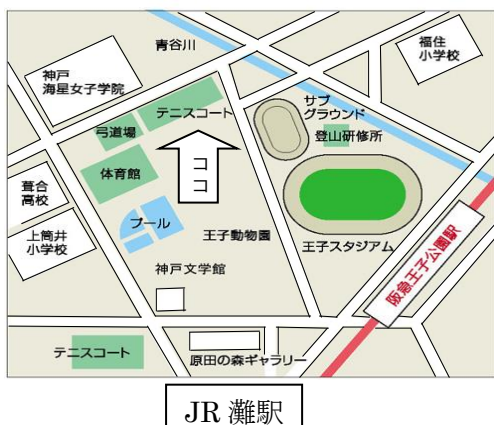 青谷川
福住
小学校
神戸
海星女子学院
テニスコート
サブ
グラウンド
弓道場
登山研修所
体育館
ココ
葺合
高校
プール
上筒井
小学校
王子動物園
王子スタジアム
阪急王子公園駅
神戸文学館
テニスコート
原田の森ギャラリー
JR 灘駅